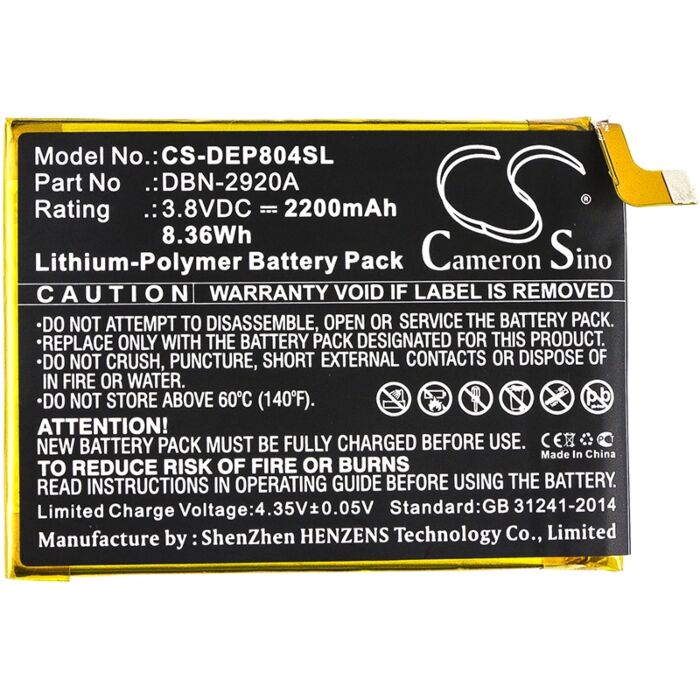 Model No.: CS-DEP804SL
Part No : DBN-2920A
Rating : 3.8VDC ⎓ 2200mAh
8.36Wh
Lithium-Polymer Battery Pack
CS
®
Cameron Sino
CAUTION: WARRANTY VOID IF LABEL IS REMOVED
•DO NOT ATTEMPT TO DISASSEMBLE, OPEN OR SERVICE THE BATTERY PACK.
•REPLACE ONLY WITH THE BATTERY PACK DESIGNATED FOR THIS PRODUCT.
•DO NOT CRUSH, PUNCTURE, SHORT EXTERNAL CONTACTS OR DISPOSE OF
IN FIRE OR WATER.
•DO NOT STORE ABOVE 60°C (140°F)
ATTENTION!
NEW BATTERY PACK MUST BE FULLY CHARGED BEFORE USE.
TO REDUCE RISK OF FIRE OR BURNS
READ INSTRUCTIONS IN OPERATING GUIDE BEFORE USE.
CE
Made In China
Limited Charge Voltage:4.35V±0.05V Standard:GB 31241-2014
Manufacture by : ShenZhen HENZENS Technology Co., Limited